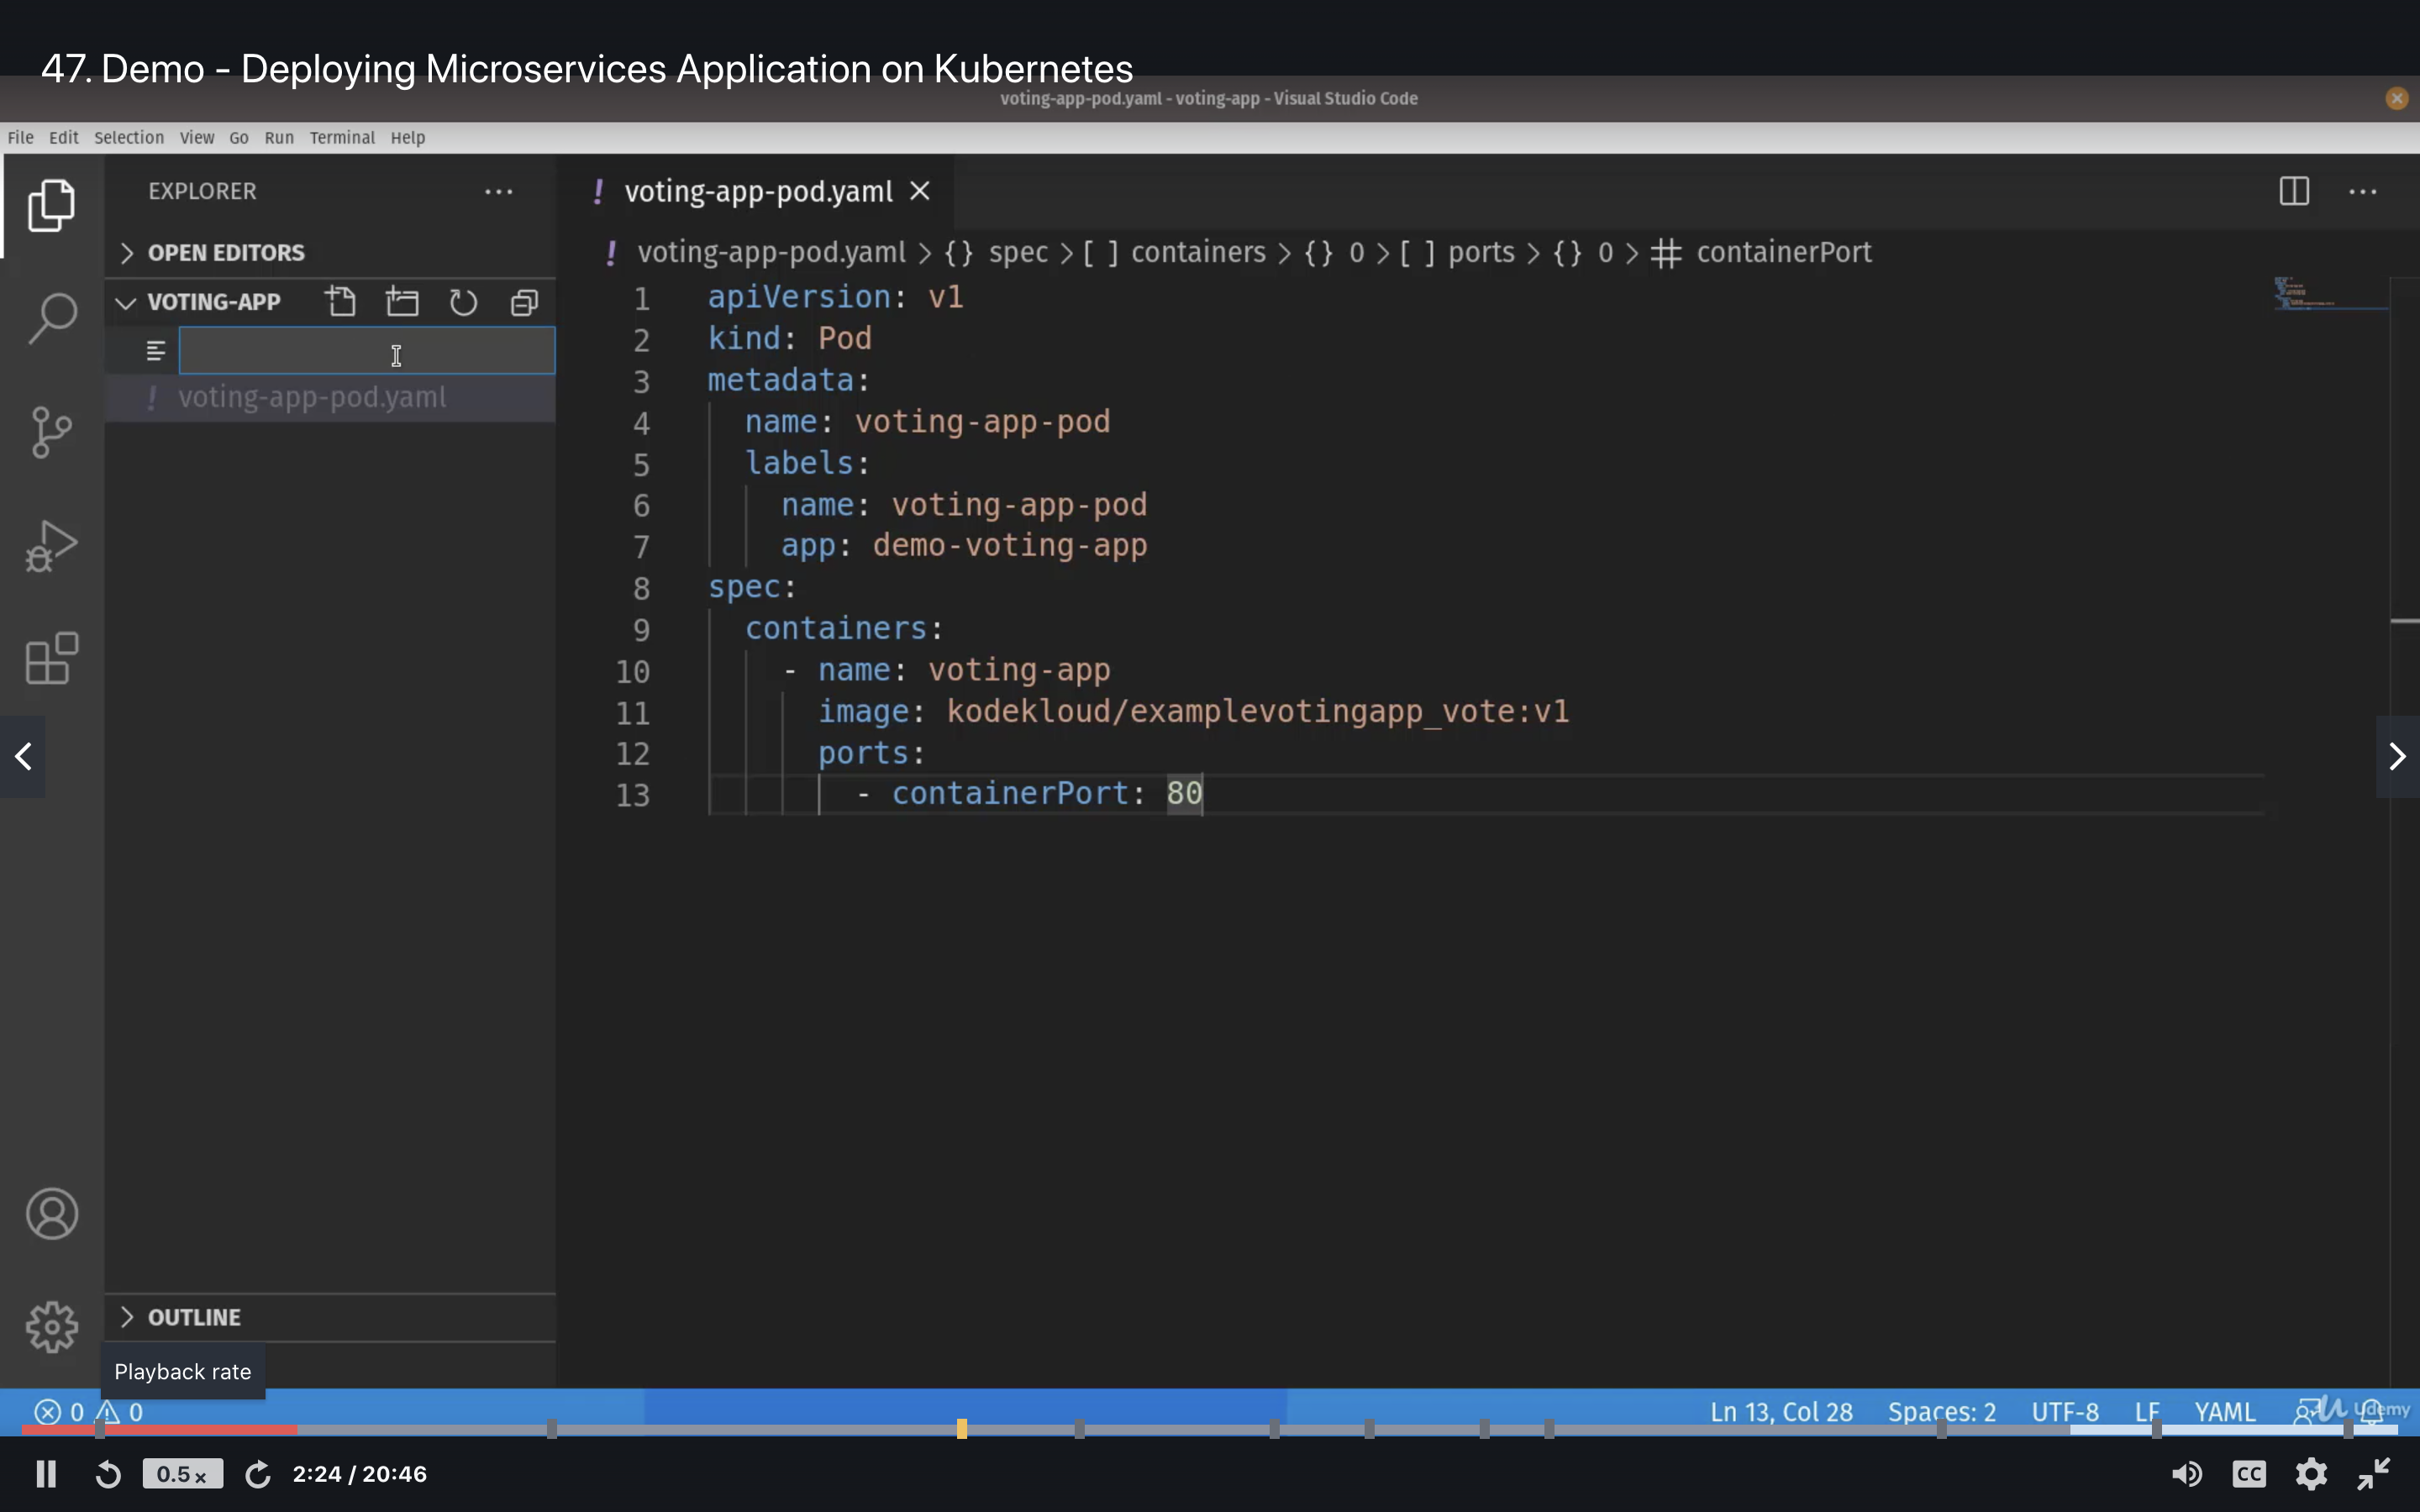 47. Demo - Deploying Microservices Application on Kubernetes
voting-app-pod.yaml - voting-app - Visual Studio Code
File Edit Selection View Go Run Terminal Help
EXPLORER
OPEN EDITORS
VOTING-APP
voting-app-pod.yaml
voting-app-pod.yaml
voting-app-pod.yaml > {} spec > [ ] containers > {} 0 > [ ] ports > {} 0 > # containerPort
1 apiVersion: v1
2 kind: Pod
3 metadata:
4 name: voting-app-pod
5 labels:
6 name: voting-app-pod
7 app: demo-voting-app
8 spec:
9 containers:
10 - name: voting-app
11 image: kodekloud/examplevotingapp_vote:v1
12 ports:
13 - containerPort: 80
OUTLINE
Playback rate
0 0
Ln 13, Col 28 Spaces: 2 UTF-8 LF YAML
Udemy
0.5 x 2:24 / 20:46
CC